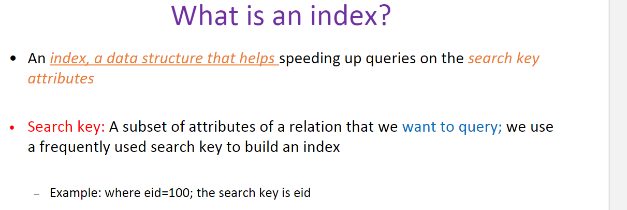 What is an index?
• An index, a data structure that helps speeding up queries on the search key
attributes
• Search key: A subset of attributes of a relation that we want to query; we use
a frequently used search key to build an index
– Example: where eid=100; the search key is eid